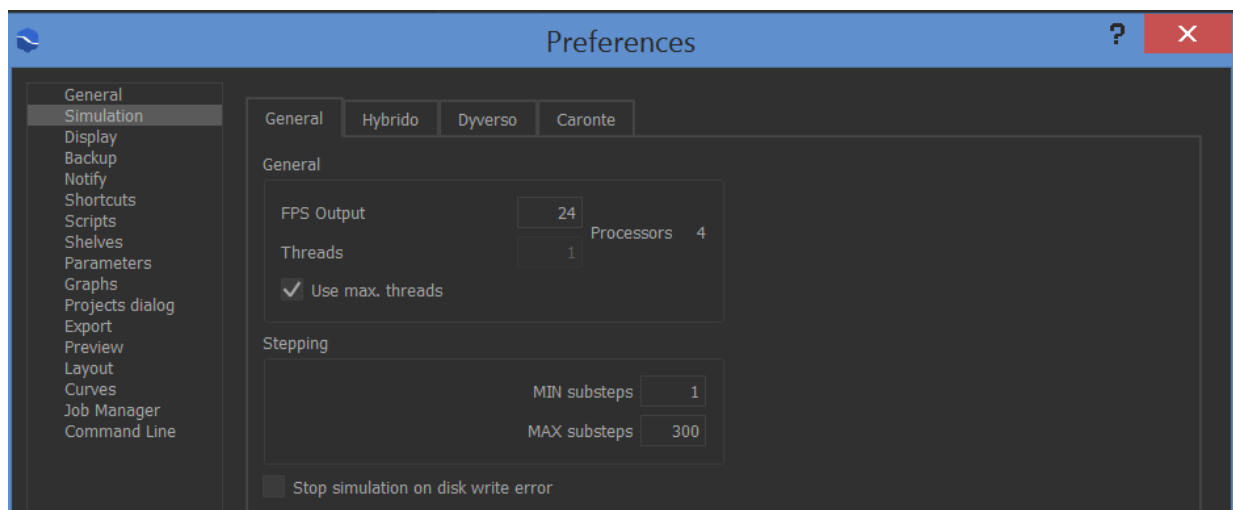 Preferences
?
General
Simulation
Display
Backup
Notify
Shortcuts
Scripts
Shelves
Parameters
Graphs
Projects dialog
Export
Preview
Layout
Curves
Job Manager
Command Line
General Hybrido Dyverso Caronte
General
FPS Output 24
Processors 4
Threads 1
Use max. threads
Stepping
MIN substeps 1
MAX substeps 300
Stop simulation on disk write error